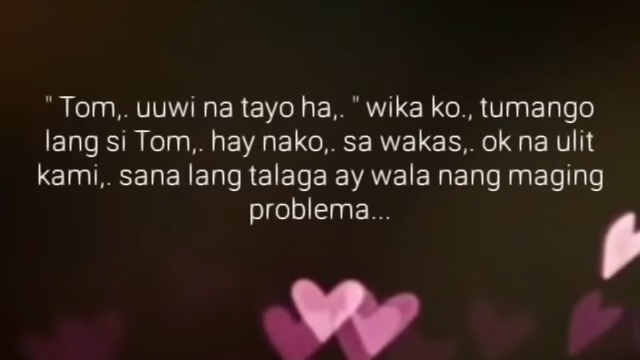 " Tom,. uuwi na tayo ha,. " wika ko., tumango
lang si Tom,. hay nako,. sa wakas,. ok na ulit
kami,. sana lang talaga ay wala nang maging
problema...